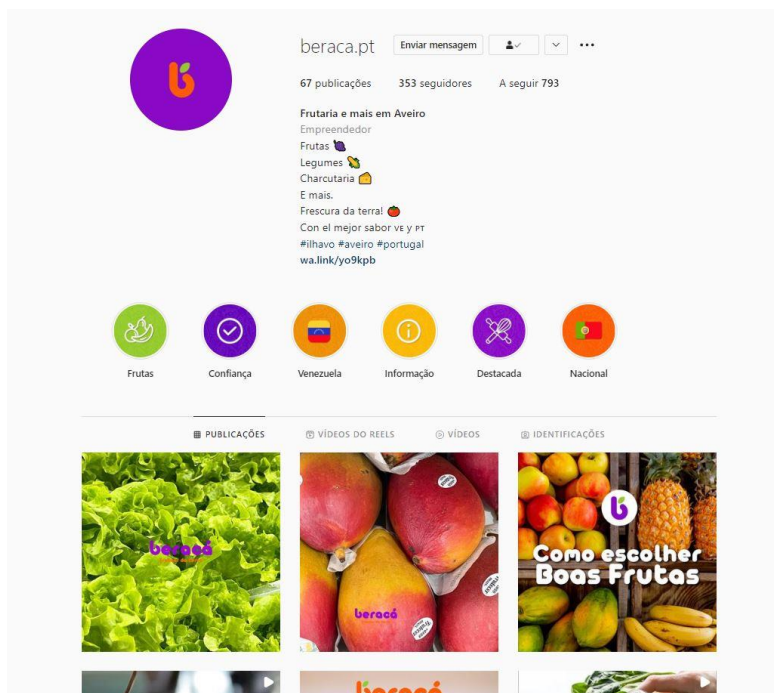 beraca.pt Enviar mensagem
67 publicações 353 seguidores A seguir 793
Frutaria e mais em Aveiro
Empreendedor
Frutas
Legumes
Charcutaria
E mais.
Frescura da terra!
Con el mejor sabor ᴠᴇ y ᴘᴛ
#ilhavo #aveiro #portugal
wa.link/yo9kpb
Frutas Confiança Venezuela Informação Destacada Nacional
PUBLICAÇÕES VÍDEOS DO REELS VÍDEOS IDENTIFICAÇÕES
beracá
beracá
Como escolher
Boas Frutas
beracá